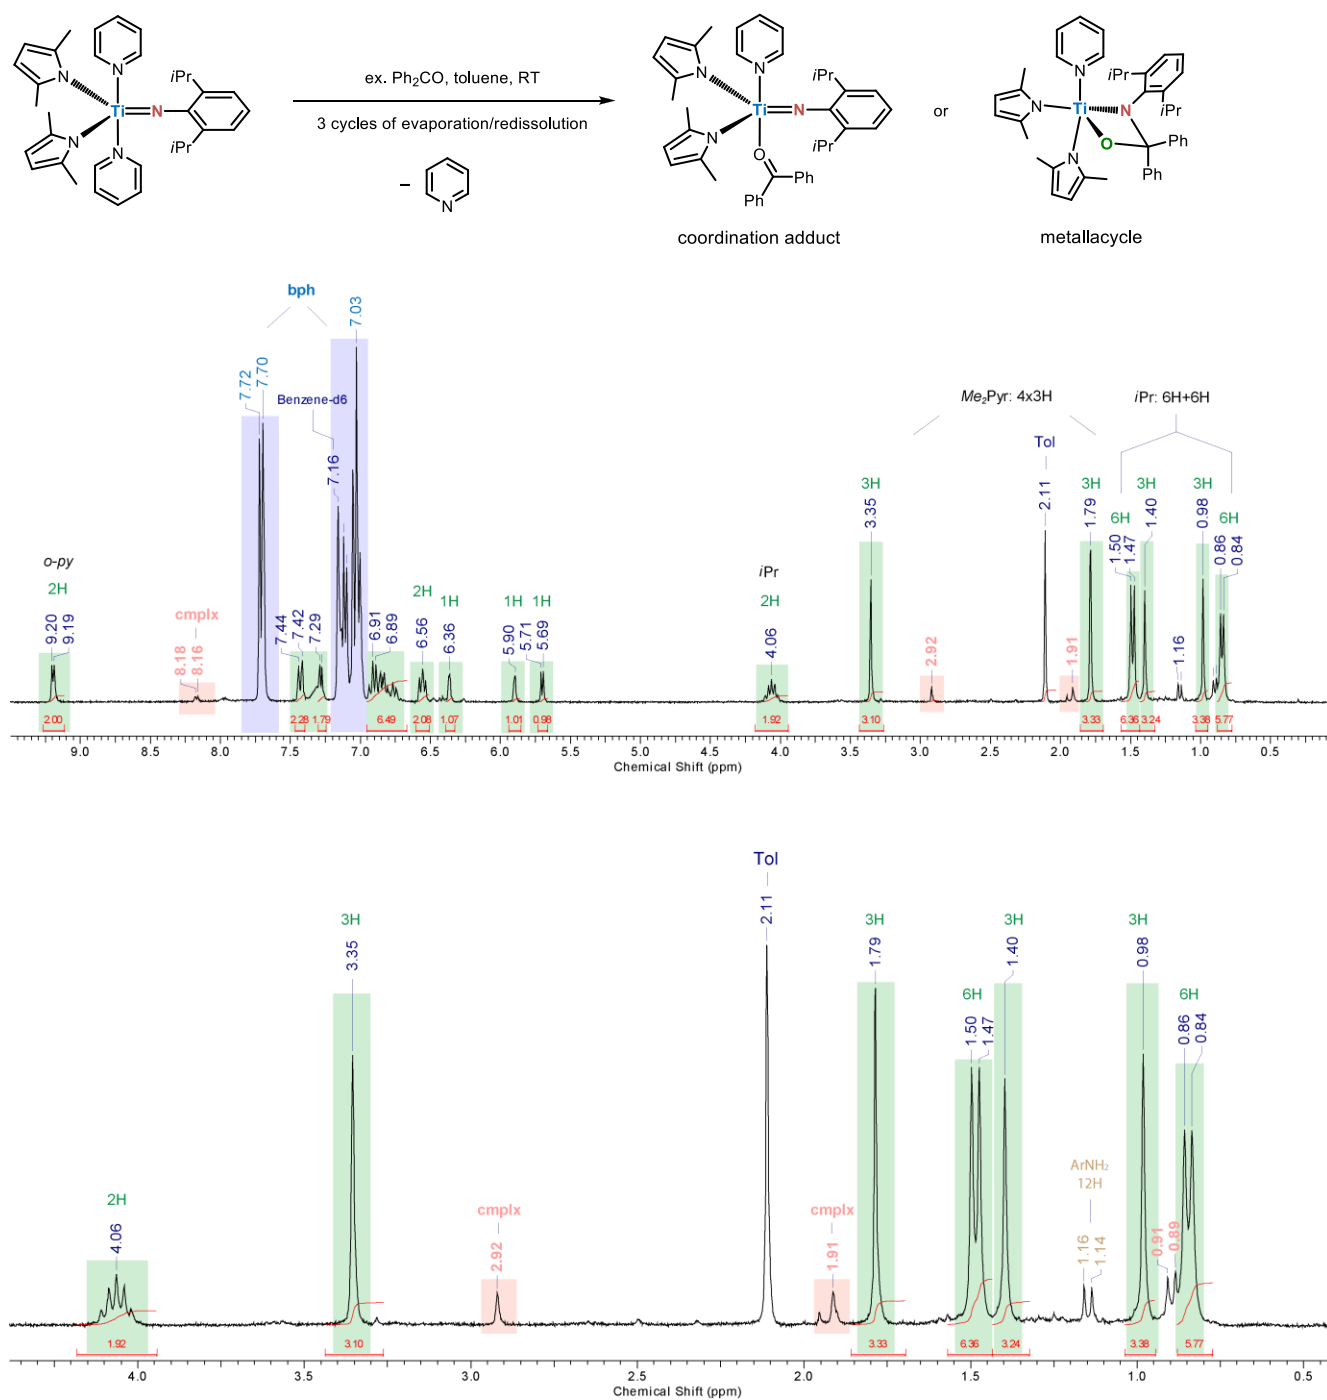 N
N
Ti
N
N
N
iPr
iPr
ex. Ph2CO, toluene, RT
3 cycles of evaporation/redissolution
–
N
N
N
Ti
N
N
iPr
iPr
O
Ph
Ph
coordination adduct
or
N
iPr
iPr
N
Ti
N
N
O
Ph
Ph
metallacycle
bph
7.72
7.70
Benzene-d6
7.16
7.03
o-py
2H
9.20
9.19
cmplx
8.18
8.16
7.44
7.42
7.29
6.91
6.89
2H
6.56
1H
6.36
1H
5.90
1H
5.71
5.69
iPr
2H
4.06
Me2Pyr: 4x3H
3H
3.35
2.92
Tol
2.11
1.91
3H
1.79
iPr: 6H+6H
6H
1.50
1.47
3H
1.40
1.16
3H
0.98
6H
0.86
0.84
2.00 2.28 1.79 6.49 2.08 1.07 1.01 0.98 1.92 3.10 3.33 6.36 3.24 3.38 5.77
9.0 8.5 8.0 7.5 7.0 6.5 6.0 5.5 5.0 4.5 4.0 3.5 3.0 2.5 2.0 1.5 1.0 0.5
Chemical Shift (ppm)
2H
4.06
3H
3.35
cmplx
2.92
Tol
2.11
cmplx
1.91
3H
1.79
6H
1.50
1.47
3H
1.40
ArNH2
12H
1.16
1.14
3H
0.98
0.91
0.89
6H
0.86
0.84
1.92 3.10 3.33 6.36 3.24 3.38 5.77
4.0 3.5 3.0 2.5 2.0 1.5 1.0 0.5
Chemical Shift (ppm)